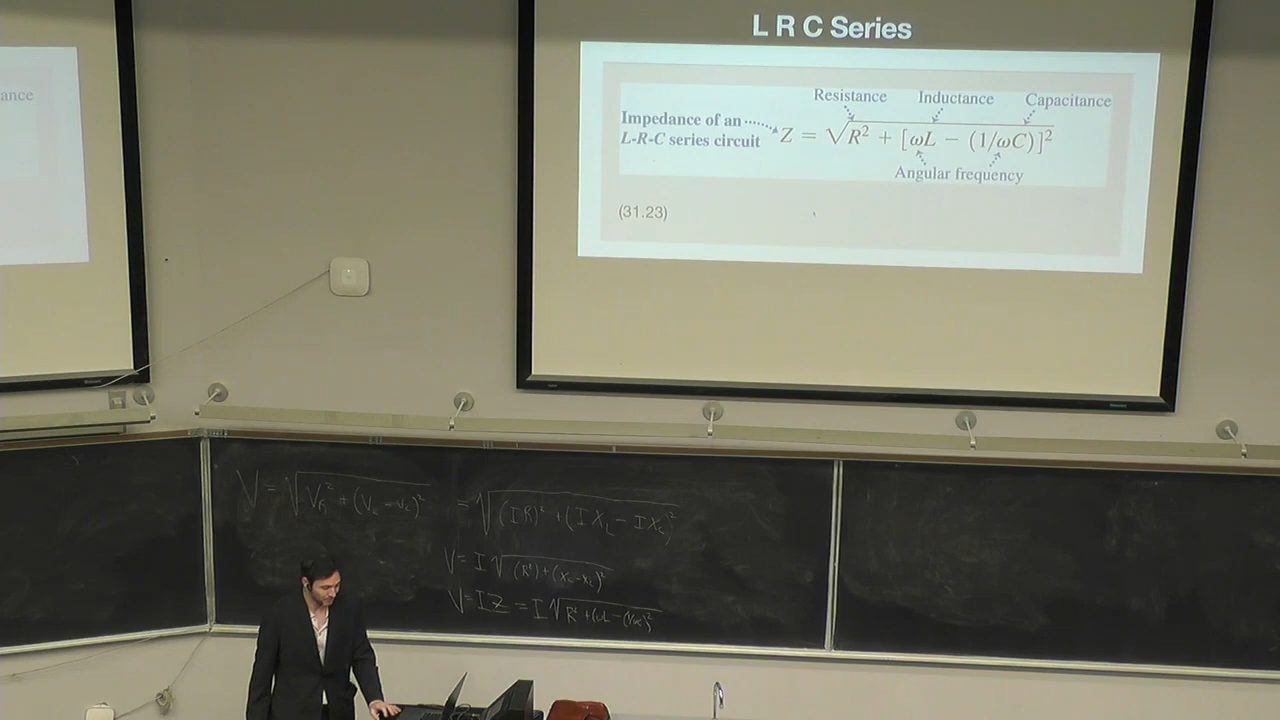 ance
L R C Series
Resistance Inductance Capacitance
Impedance of an
L-R-C series circuit
Z = √R² + [ωL − (1/ωC)]²
Angular frequency
(31.23)
V = √V_R² + (V_L − V_C)² = √(IR)² + (IX_L − IX_C)²
V = I √(R²) + (X_L − X_C)²
V = IZ = I √R² + (ωL − (1/ωC)²